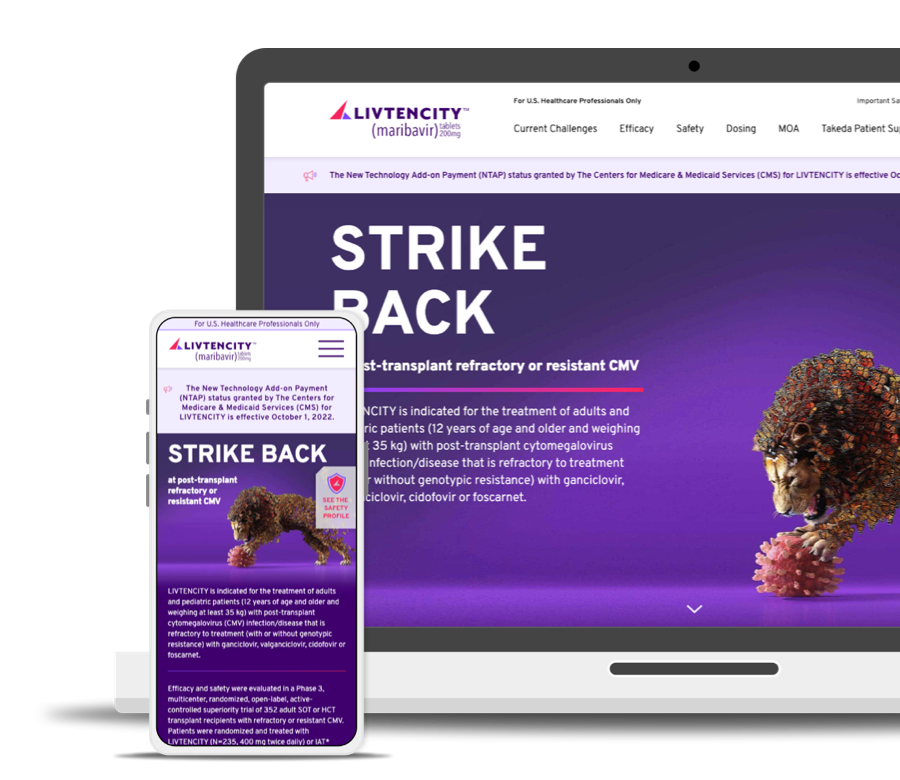 For U.S. Healthcare Professionals Only
Important Sa
LIVTENCITY™
(maribavir) tablets 200mg
Current Challenges Efficacy Safety Dosing MOA Takeda Patient Sup
The New Technology Add-on Payment (NTAP) status granted by The Centers for Medicare & Medicaid Services (CMS) for LIVTENCITY is effective Oc
STRIKE
BACK
st-transplant refractory or resistant CMV
NCITY is indicated for the treatment of adults and
ric patients (12 years of age and older and weighing
t 35 kg) with post-transplant cytomegalovirus
infection/disease that is refractory to treatment
r without genotypic resistance) with ganciclovir,
ciclovir, cidofovir or foscarnet.
For U.S. Healthcare Professionals Only
LIVTENCITY™
(maribavir) tablets 200mg
The New Technology Add-on Payment
(NTAP) status granted by The Centers for
Medicare & Medicaid Services (CMS) for
LIVTENCITY is effective October 1, 2022.
STRIKE BACK
at post-transplant
refractory or
resistant CMV
SEE THE
SAFETY
PROFILE
LIVTENCITY is indicated for the treatment of adults
and pediatric patients (12 years of age and older and
weighing at least 35 kg) with post-transplant
cytomegalovirus (CMV) infection/disease that is
refractory to treatment (with or without genotypic
resistance) with ganciclovir, valganciclovir, cidofovir or
foscarnet.
Efficacy and safety were evaluated in a Phase 3,
multicenter, randomized, open-label, active-
controlled superiority trial of 352 adult SOT or HCT
transplant recipients with refractory or resistant CMV.
Patients were randomized and treated with
LIVTENCITY (N=235, 400 mg twice daily) or IAT*